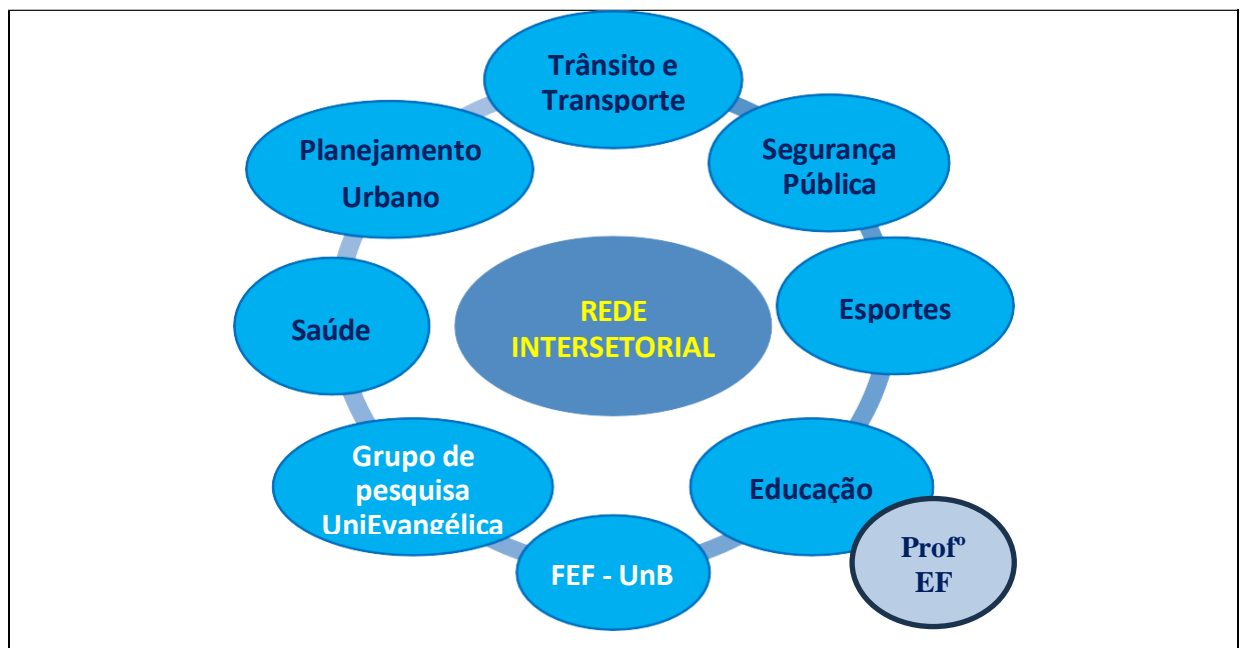 Trânsito e
Transporte
Segurança
Pública
Esportes
Educação
Profº
EF
FEF - UnB
Grupo de
pesquisa
UniEvangélica
Saúde
Planejamento
Urbano
REDE
INTERSETORIAL